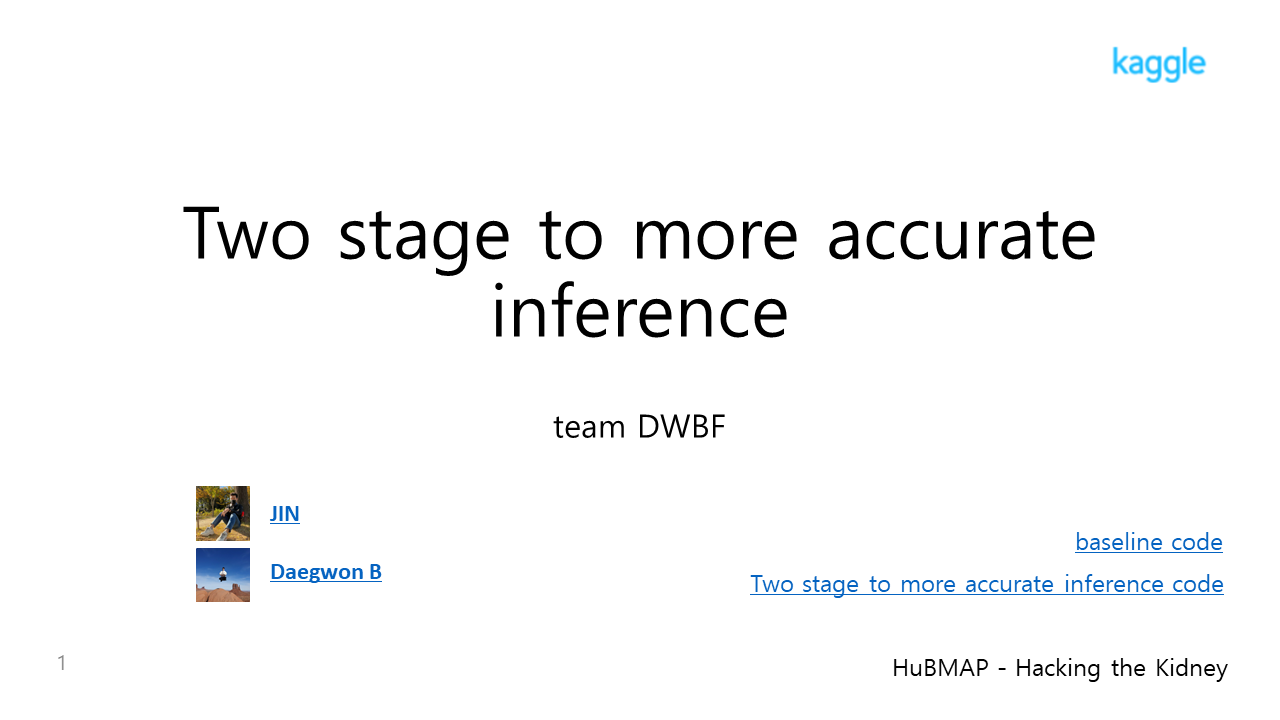 kaggle
Two stage to more accurate
inference
team DWBF
JIN
Daegwon B
baseline code
Two stage to more accurate inference code
1
HuBMAP - Hacking the Kidney